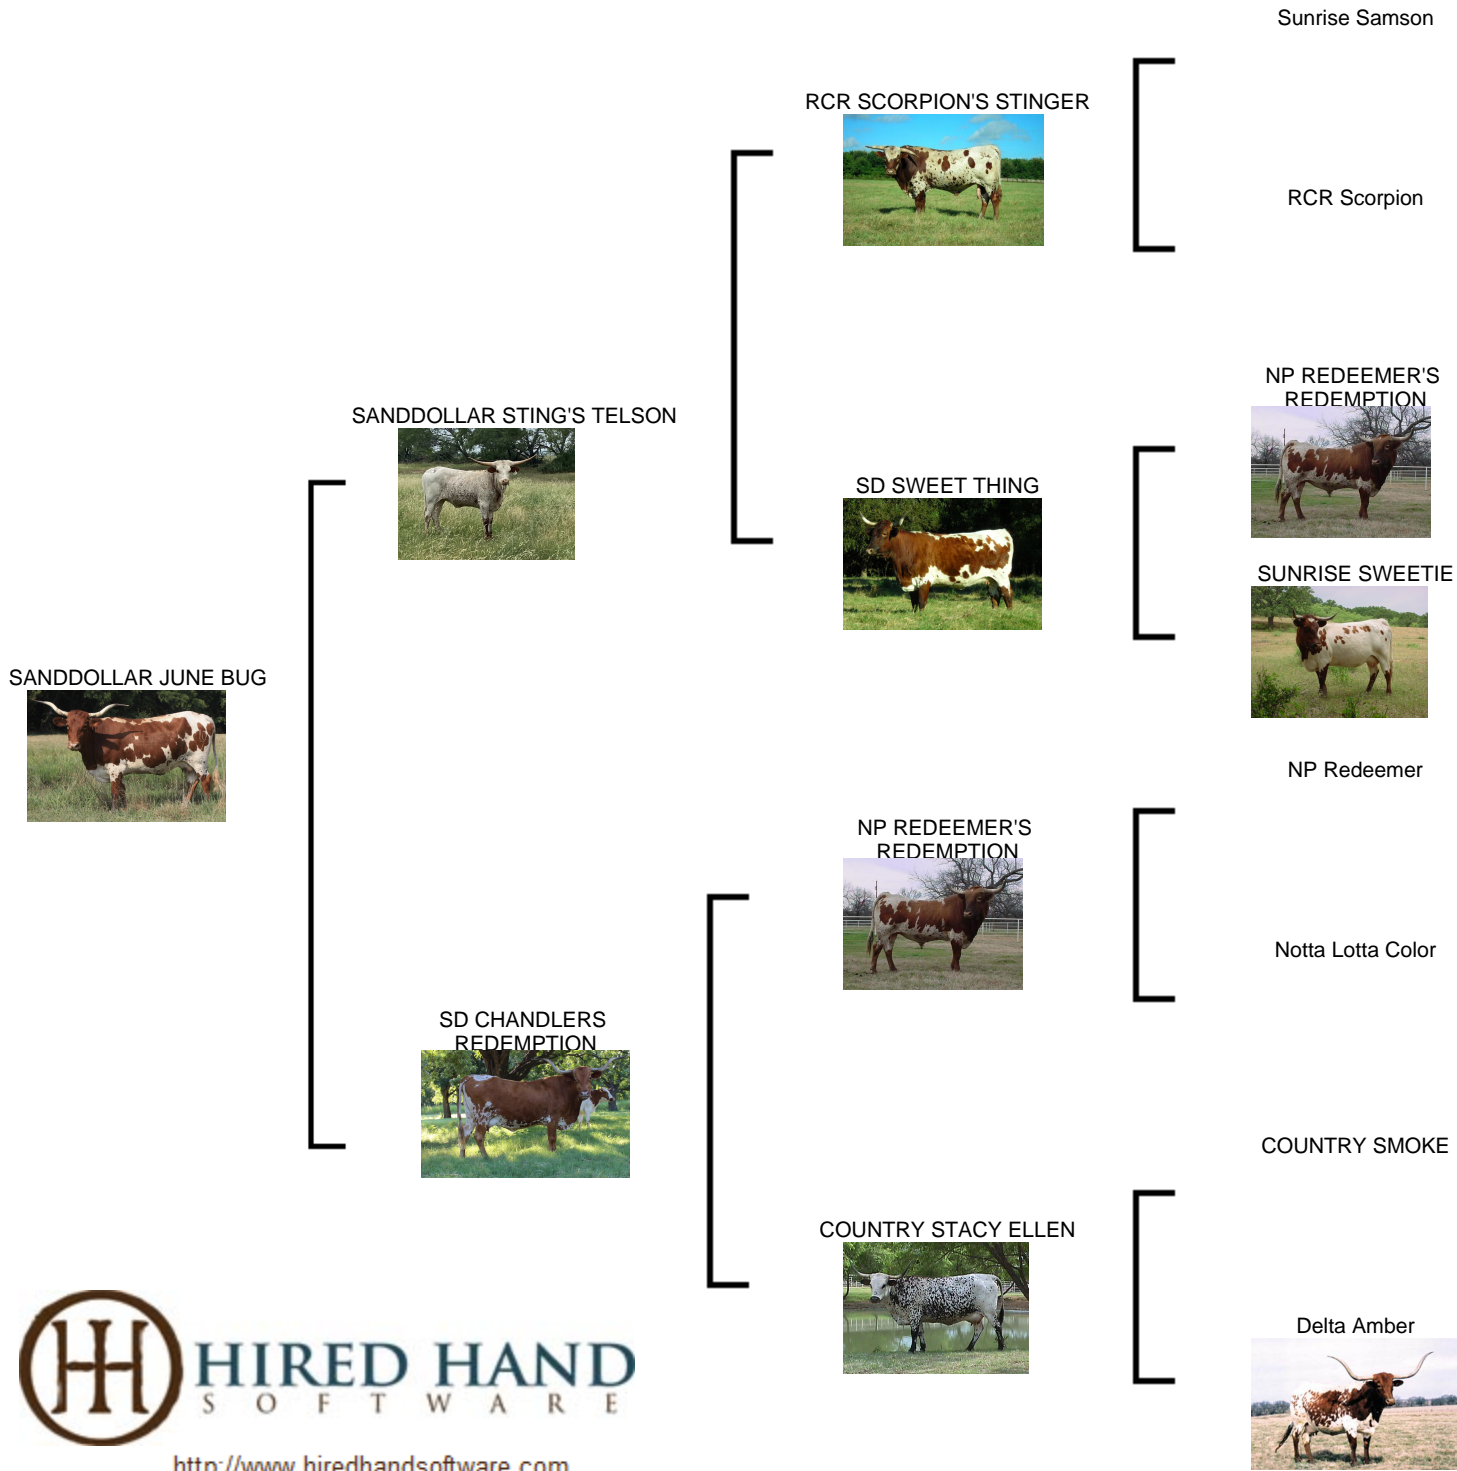 Sunrise Samson
RCR SCORPION'S STINGER
RCR Scorpion
NP REDEEMER'S
REDEMPTION
SANDDOLLAR STING'S TELSON
SD SWEET THING
SUNRISE SWEETIE
SANDDOLLAR JUNE BUG
NP Redeemer
NP REDEEMER'S
REDEMPTION
Notta Lotta Color
SD CHANDLERS
REDEMPTION
COUNTRY SMOKE
COUNTRY STACY ELLEN
Delta Amber
HIRED HAND
SOFTWARE
http://www.hiredhandsoftware.com